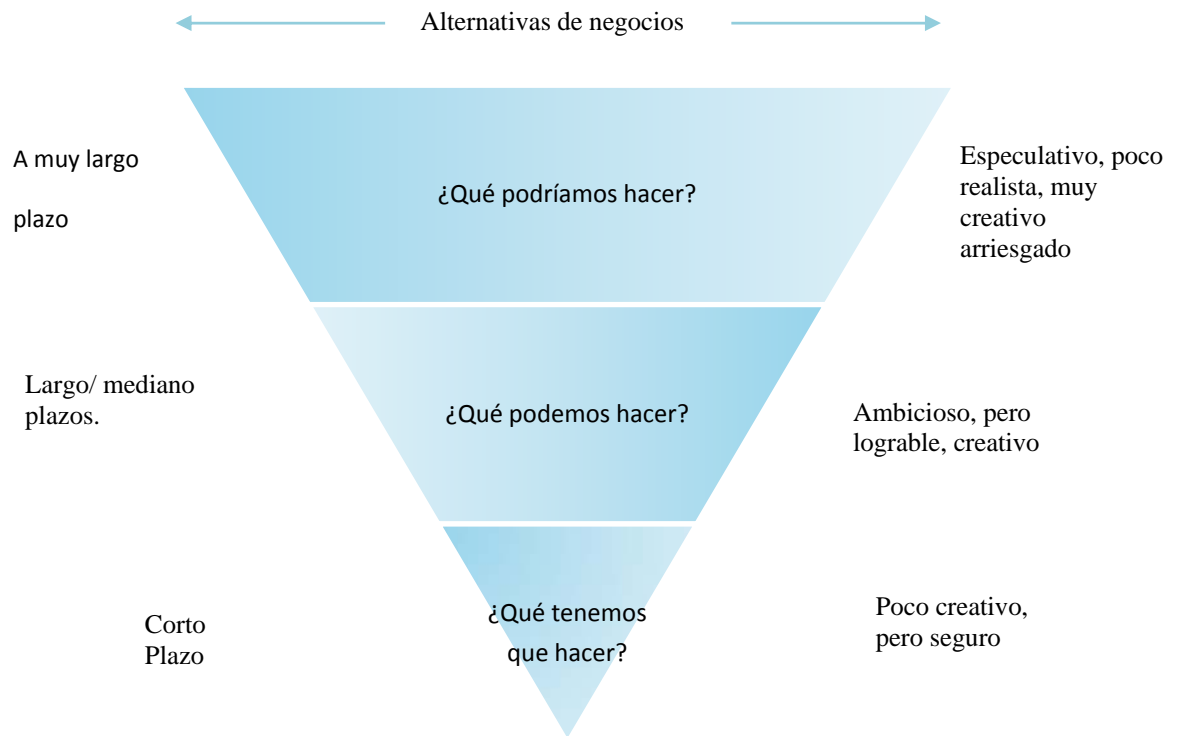 Alternativas de negocios
A muy largo
plazo
¿Qué podríamos hacer?
Especulativo, poco
realista, muy
creativo
arriesgado
Largo/ mediano
plazos.
¿Qué podemos hacer?
Ambicioso, pero
lograble, creativo
Corto
Plazo
¿Qué tenemos
que hacer?
Poco creativo,
pero seguro